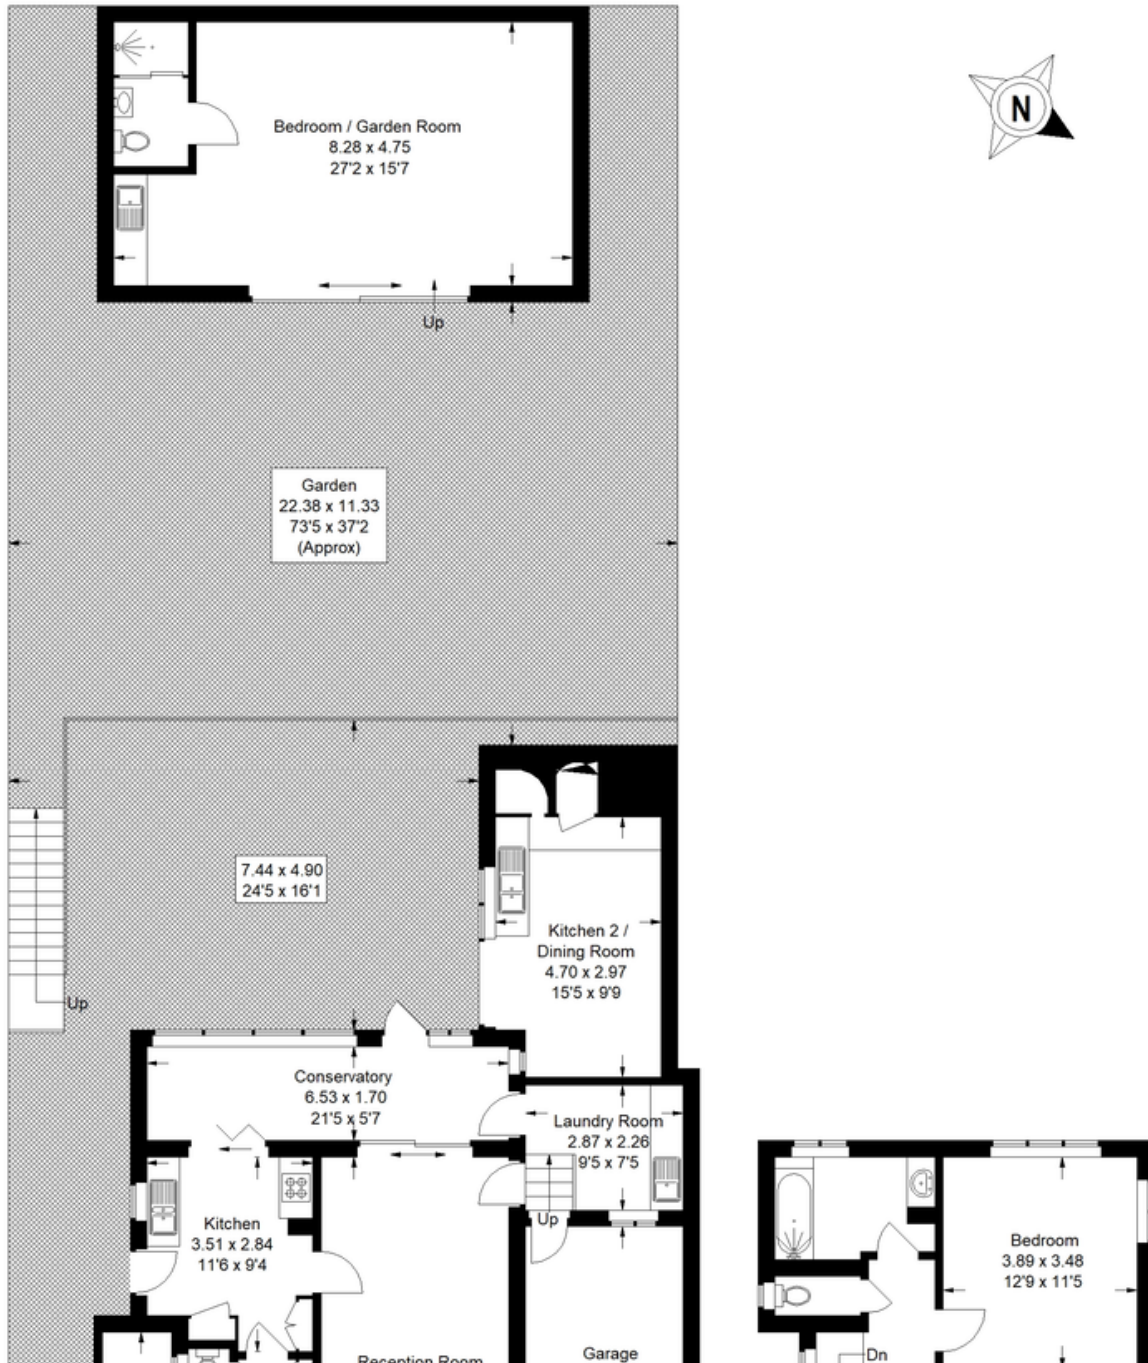 Bedroom / Garden Room
8.28 x 4.75
27'2 x 15'7
N
Up
Garden
22.38 x 11.33
73'5 x 37'2
(Approx)
7.44 x 4.90
24'5 x 16'1
Kitchen 2 /
Dining Room
4.70 x 2.97
15'5 x 9'9
Up
Conservatory
6.53 x 1.70
21'5 x 5'7
Laundry Room
2.87 x 2.26
9'5 x 7'5
Up
Kitchen
3.51 x 2.84
11'6 x 9'4
Bedroom
3.89 x 3.48
12'9 x 11'5
Reception Room
Garage
Dn